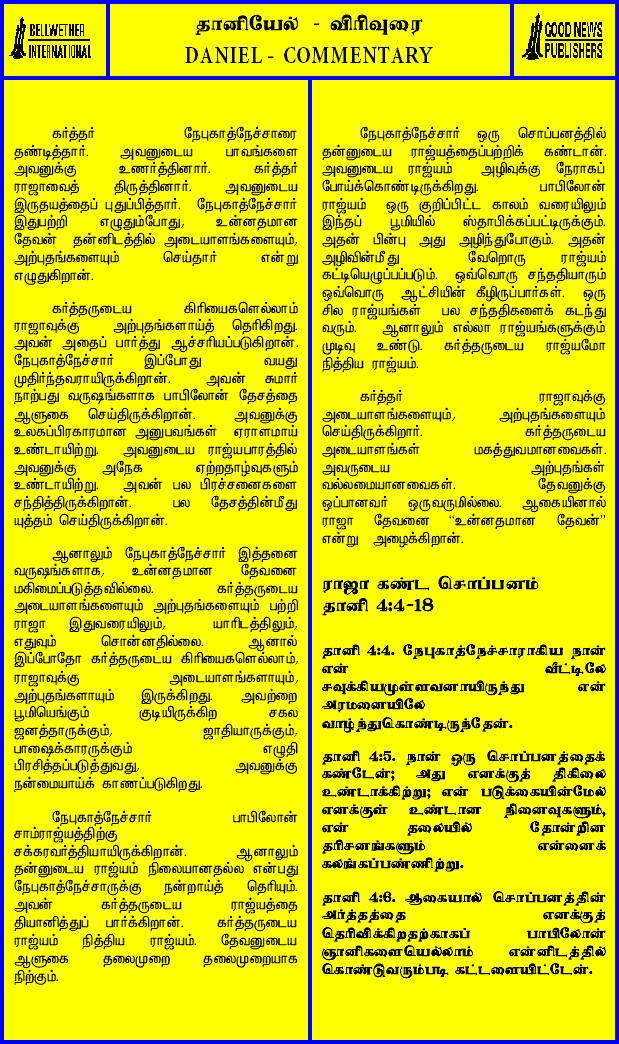 BELLWETHER
INTERNATIONAL
தானியேல் - விரிவுரை
DANIEL - COMMENTARY
GOOD NEWS
PUBLISHERS
கர்த்தர் நேபுகாத்நேச்சாரை
தண்டித்தார். அவனுடைய பாவங்களை
அவனுக்கு உணர்த்தினார். கர்த்தர்
ராஜாவைத் திருத்தினார். அவனுடைய
இருதயத்தைப் புதுப்பித்தார். நேபுகாத்நேச்சார்
இதுபற்றி எழுதும்போது, உன்னதமான
தேவன் தன்னிடத்தில் அடையாளங்களையும்,
அற்புதங்களையும் செய்தார் என்று
எழுதுகிறான்.
கர்த்தருடைய கிரியைகளெல்லாம்
ராஜாவுக்கு அற்புதங்களாய்த் தெரிகிறது.
அவன் அதைப் பார்த்து ஆச்சரியப்படுகிறான்.
நேபுகாத்நேச்சார் இப்போது வயது
முதிர்ந்தவராயிருக்கிறான். அவன் சுமார்
நாற்பது வருஷங்களாக பாபிலோன் தேசத்தை
ஆளுகை செய்திருக்கிறான். அவனுக்கு
உலகப்பிரகாரமான அனுபவங்கள் ஏராளமாய்
உண்டாயிற்று. அவனுடைய ராஜ்யபாரத்தில்
அவனுக்கு அநேக ஏற்றதாழ்வுகளும்
உண்டாயிற்று. அவன் பல பிரச்சனைகளை
சந்தித்திருக்கிறான். பல தேசத்தின்மீது
யுத்தம் செய்திருக்கிறான்.
ஆனாலும் நேபுகாத்நேச்சார் இத்தனை
வருஷங்களாக, உன்னதமான தேவனை
மகிமைப்படுத்தவில்லை. கர்த்தருடைய
அடையாளங்களையும் அற்புதங்களையும் பற்றி
ராஜா இதுவரையிலும், யாரிடத்திலும்,
எதுவும் சொன்னதில்லை. ஆனால்
இப்போதோ கர்த்தருடைய கிரியைகளெல்லாம்,
ராஜாவுக்கு அடையாளங்களாயும்,
அற்புதங்களாயும் இருக்கிறது. அவற்றை
பூமியெங்கும் குடியிருக்கிற சகல
ஜனத்தாருக்கும், ஜாதியாருக்கும்,
பாஷைக்காரருக்கும் எழுதி
பிரசித்தப்படுத்துவது, அவனுக்கு
நன்மையாய்க் காணப்படுகிறது.
நேபுகாத்நேச்சார் பாபிலோன்
சாம்ராஜ்யத்திற்கு
சக்கரவர்த்தியாயிருக்கிறான். ஆனாலும்
தன்னுடைய ராஜ்யம் நிலையானதல்ல என்பது
நேபுகாத்நேச்சாருக்கு நன்றாய்த் தெரியும்.
அவன் கர்த்தருடைய ராஜ்யத்தை
தியானித்துப் பார்க்கிறான். கர்த்தருடைய
ராஜ்யம் நித்திய ராஜ்யம். தேவனுடைய
ஆளுகை தலைமுறை தலைமுறையாக
நிற்கும்.
நேபுகாத்நேச்சார் ஒரு சொப்பனத்தில்
தன்னுடைய ராஜ்யத்தைப்பற்றிக் கண்டான்.
அவனுடைய ராஜ்யம் அழிவுக்கு நேராகப்
போய்க்கொண்டிருக்கிறது. பாபிலோன்
ராஜ்யம் ஒரு குறிப்பிட்ட காலம் வரையிலும்
இந்தப் பூமியில் ஸ்தாபிக்கப்பட்டிருக்கும்.
அதன் பின்பு அது அழிந்துபோகும். அதன்
அழிவின்மீது வேறொரு ராஜ்யம்
கட்டியெழுப்பப்படும். ஒவ்வொரு சந்ததியாரும்
ஒவ்வொரு ஆட்சியின் கீழிருப்பார்கள். ஒரு
சில ராஜ்யங்கள் பல சந்ததிகளைக் கடந்து
வரும். ஆனாலும் எல்லா ராஜ்யங்களுக்கும்
முடிவு உண்டு. கர்த்தருடைய ராஜ்யமோ
நித்திய ராஜ்யம்.
கர்த்தர் ராஜாவுக்கு
அடையாளங்களையும், அற்புதங்களையும்
செய்திருக்கிறார். கர்த்தருடைய
அடையாளங்கள் மகத்துவமானவைகள்.
அவருடைய அற்புதங்கள்
வல்லமையானவைகள். தேவனுக்கு
ஒப்பானவர் ஒருவருமில்லை. ஆகையினால்
ராஜா தேவனை “உன்னதமான தேவன்”
என்று அழைக்கிறான்.
ராஜா கண்ட சொப்பனம்
தானி 4:4-18
தானி 4:4. நேபுகாத்நேச்சாராகிய நான்
என் வீட்டிலே
சவுக்கியமுள்ளவனாயிருந்து என்
அரமனையிலே
வாழ்ந்துகொண்டிருந்தேன்.
தானி 4:5. நான் ஒரு சொப்பனத்தைக்
கண்டேன்; அது எனக்குத் திகிலை
உண்டாக்கிற்று; என் படுக்கையின்மேல்
எனக்குள் உண்டான நினைவுகளும்,
என் தலையில் தோன்றின
தரிசனங்களும் என்னைக்
கலங்கப்பண்ணிற்று.
தானி 4:6. ஆகையால் சொப்பனத்தின்
அர்த்தத்தை எனக்குத்
தெரிவிக்கிறதற்காகப் பாபிலோன்
ஞானிகளையெல்லாம் என்னிடத்தில்
கொண்டுவரும்படி கட்டளையிட்டேன்.